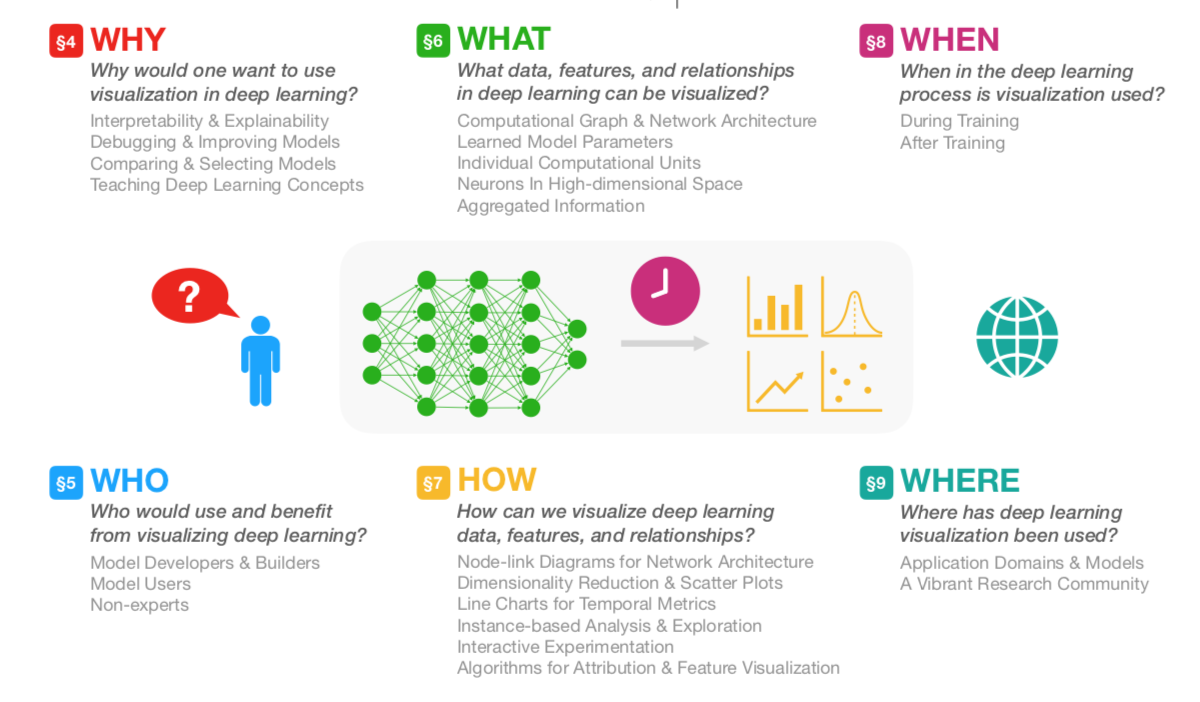 §4 WHY
Why would one want to use
visualization in deep learning?
Interpretability & Explainability
Debugging & Improving Models
Comparing & Selecting Models
Teaching Deep Learning Concepts
§6 WHAT
What data, features, and relationships
in deep learning can be visualized?
Computational Graph & Network Architecture
Learned Model Parameters
Individual Computational Units
Neurons In High-dimensional Space
Aggregated Information
§8 WHEN
When in the deep learning
process is visualization used?
During Training
After Training
?
§5 WHO
Who would use and benefit
from visualizing deep learning?
Model Developers & Builders
Model Users
Non-experts
§7 HOW
How can we visualize deep learning
data, features, and relationships?
Node-link Diagrams for Network Architecture
Dimensionality Reduction & Scatter Plots
Line Charts for Temporal Metrics
Instance-based Analysis & Exploration
Interactive Experimentation
Algorithms for Attribution & Feature Visualization
§9 WHERE
Where has deep learning
visualization been used?
Application Domains & Models
A Vibrant Research Community